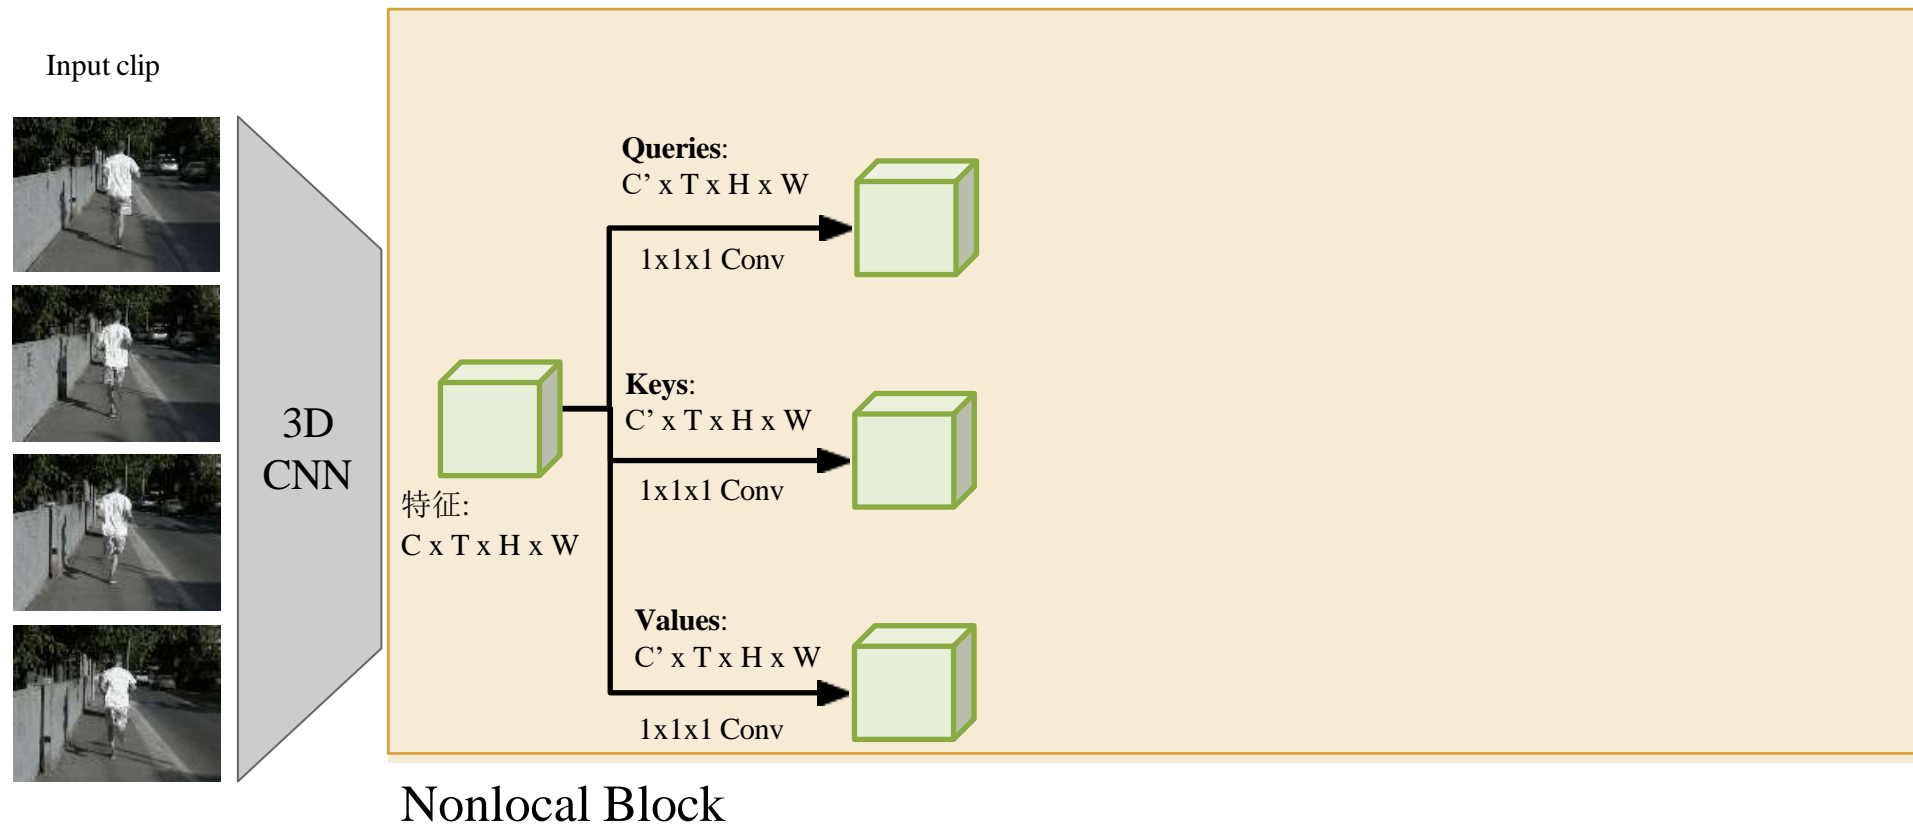 Input clip
3D
CNN
特征:
C x T x H x W
Queries:
C’ x T x H x W
1x1x1 Conv
Keys:
C’ x T x H x W
1x1x1 Conv
Values:
C’ x T x H x W
1x1x1 Conv
Nonlocal Block